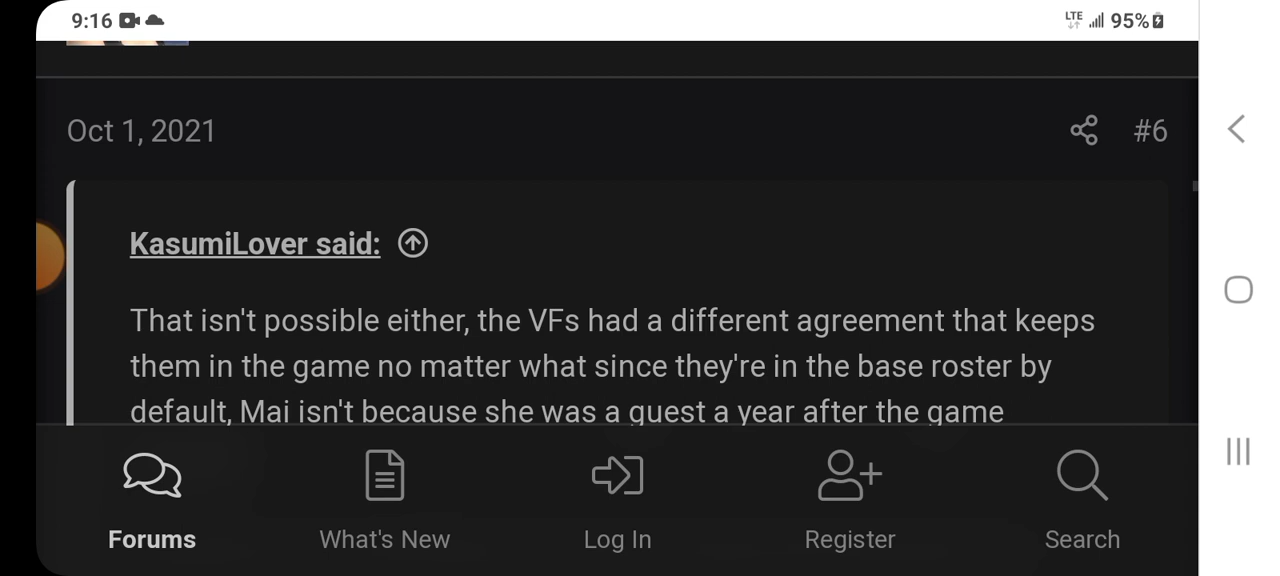 9:16 LTE 95%
Oct 1, 2021 #6
KasumiLover said:
That isn't possible either, the VFs had a different agreement that keeps
them in the game no matter what since they're in the base roster by
default, Mai isn't because she was a guest a year after the game
Forums What's New Log In Register Search